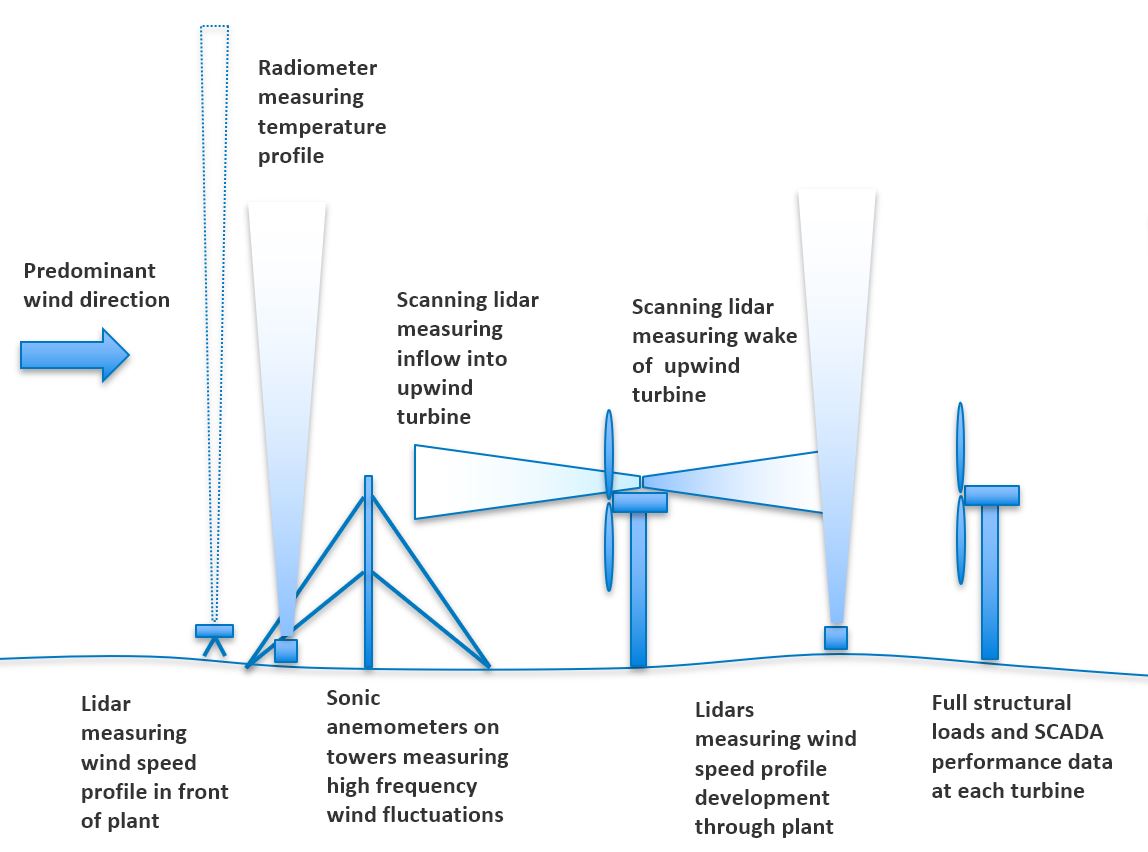 Radiometer
measuring
temperature
profile
Predominant
wind direction
Scanning lidar
measuring
inflow into
upwind
turbine
Scanning lidar
measuring wake
of  upwind
turbine
Lidar
measuring
wind speed
profile in front
of plant
Sonic
anemometers on
towers measuring
high frequency
wind fluctuations
Lidars
measuring wind
speed profile
development
through plant
Full structural
loads and SCADA
performance data
at each turbine